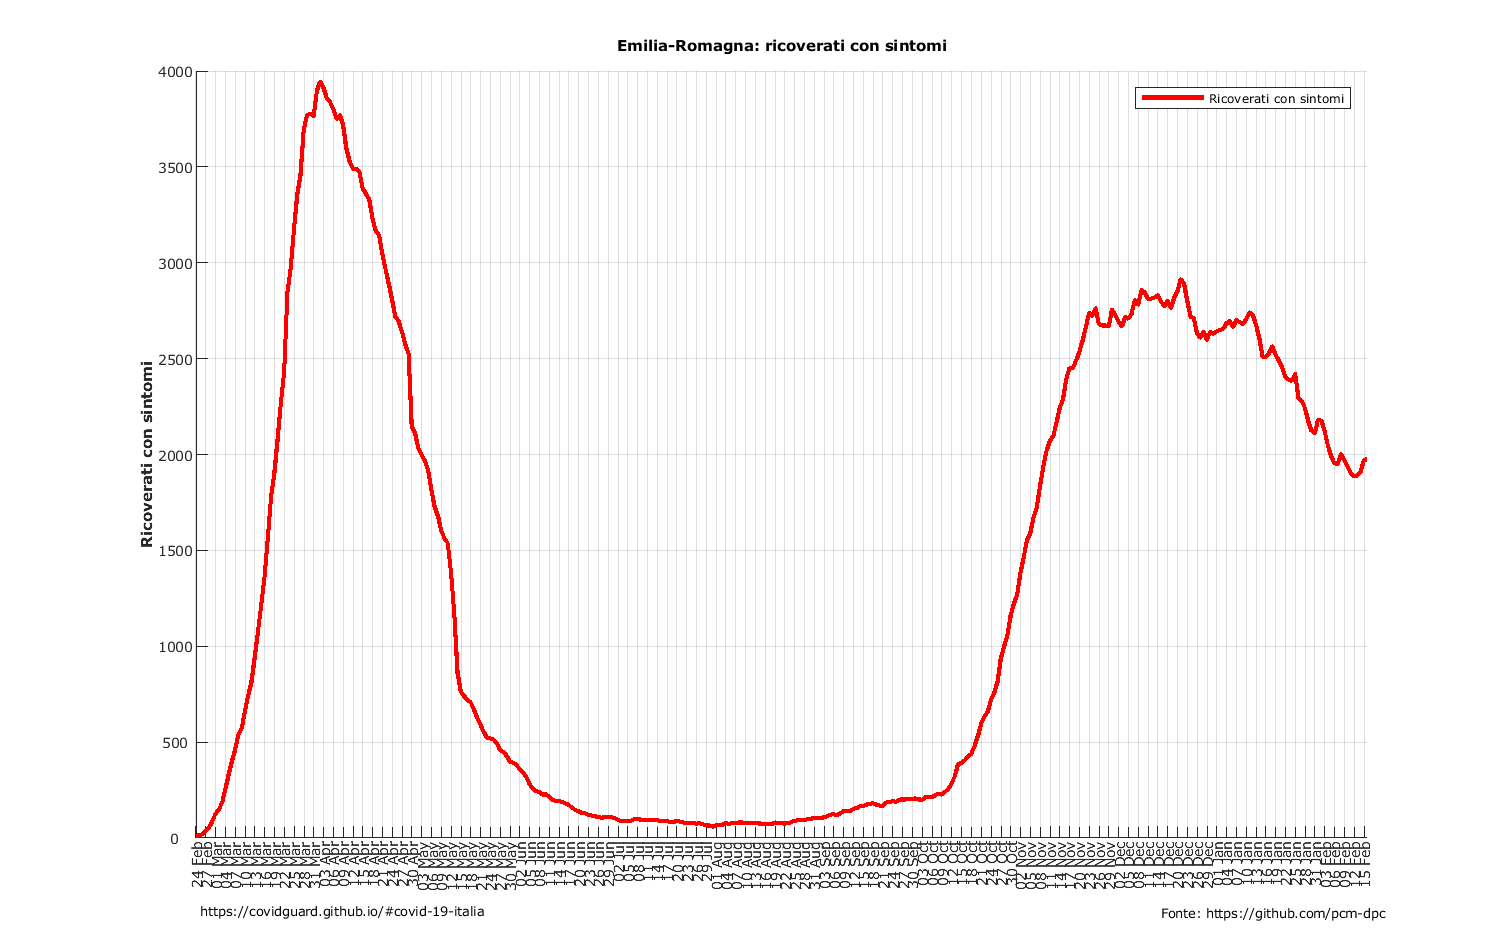 Emilia-Romagna: ricoverati con sintomi
Ricoverati con sintomi
4000
3500
3000
2500
2000
1500
1000
500
0
Ricoverati con sintomi
24 Feb
27 Feb
01 Mar
04 Mar
07 Mar
10 Mar
13 Mar
16 Mar
19 Mar
22 Mar
25 Mar
28 Mar
31 Mar
03 Apr
06 Apr
09 Apr
12 Apr
15 Apr
18 Apr
21 Apr
24 Apr
27 Apr
30 Apr
03 May
06 May
09 May
12 May
15 May
18 May
21 May
24 May
27 May
30 May
02 Jun
05 Jun
08 Jun
11 Jun
14 Jun
17 Jun
20 Jun
23 Jun
26 Jun
29 Jun
02 Jul
05 Jul
08 Jul
11 Jul
14 Jul
17 Jul
20 Jul
23 Jul
26 Jul
29 Jul
01 Aug
04 Aug
07 Aug
10 Aug
13 Aug
16 Aug
19 Aug
22 Aug
25 Aug
28 Aug
31 Aug
03 Sep
06 Sep
09 Sep
12 Sep
15 Sep
18 Sep
21 Sep
24 Sep
27 Sep
30 Sep
03 Oct
06 Oct
09 Oct
12 Oct
15 Oct
18 Oct
21 Oct
24 Oct
27 Oct
30 Oct
02 Nov
05 Nov
08 Nov
11 Nov
14 Nov
17 Nov
20 Nov
23 Nov
26 Nov
29 Nov
02 Dec
05 Dec
08 Dec
11 Dec
14 Dec
17 Dec
20 Dec
23 Dec
26 Dec
29 Dec
01 Jan
04 Jan
07 Jan
10 Jan
13 Jan
16 Jan
19 Jan
22 Jan
25 Jan
28 Jan
31 Jan
03 Feb
06 Feb
09 Feb
12 Feb
15 Feb
https://covidguard.github.io/#covid-19-italia
Fonte: https://github.com/pcm-dpc